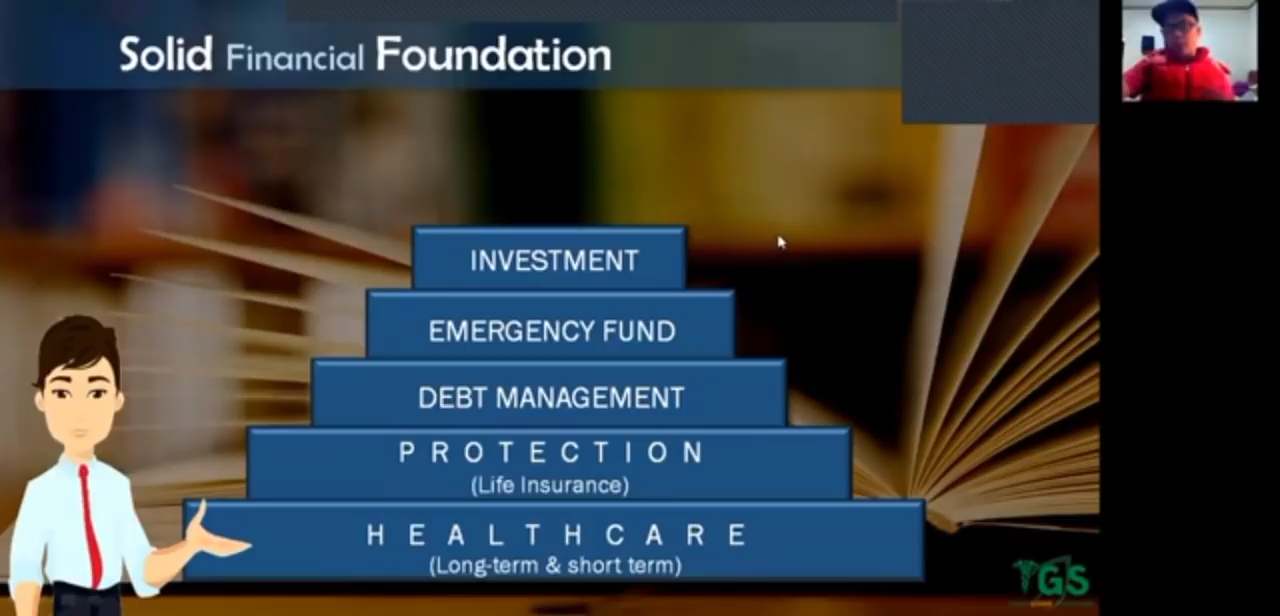 Solid Financial Foundation
INVESTMENT
EMERGENCY FUND
DEBT MANAGEMENT
PROTECTION
(Life Insurance)
HEALTHCARE
(Long-term & short term)
GS